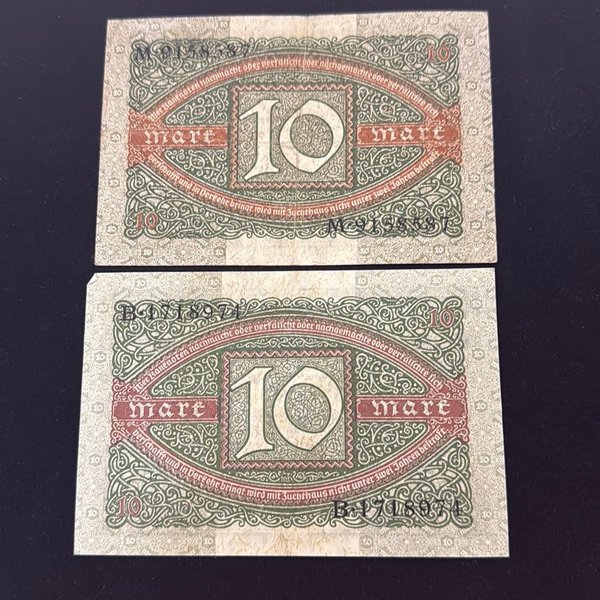 M·9158587
10
Wer Banknoten nachmacht oder verfälscht oder nachgemachte oder verfälschte sich
Mark 10 Mark
verschafft und in Verkehr bringt wird mit Zuchthaus nicht unter zwei Jahren bestraft
10
M·9158587
B·1718974
10
Wer Banknoten nachmacht oder verfälscht oder nachgemachte oder verfälschte sich
Mark 10 Mark
verschafft und in Verkehr bringt wird mit Zuchthaus nicht unter zwei Jahren bestraft
10
B·1718974